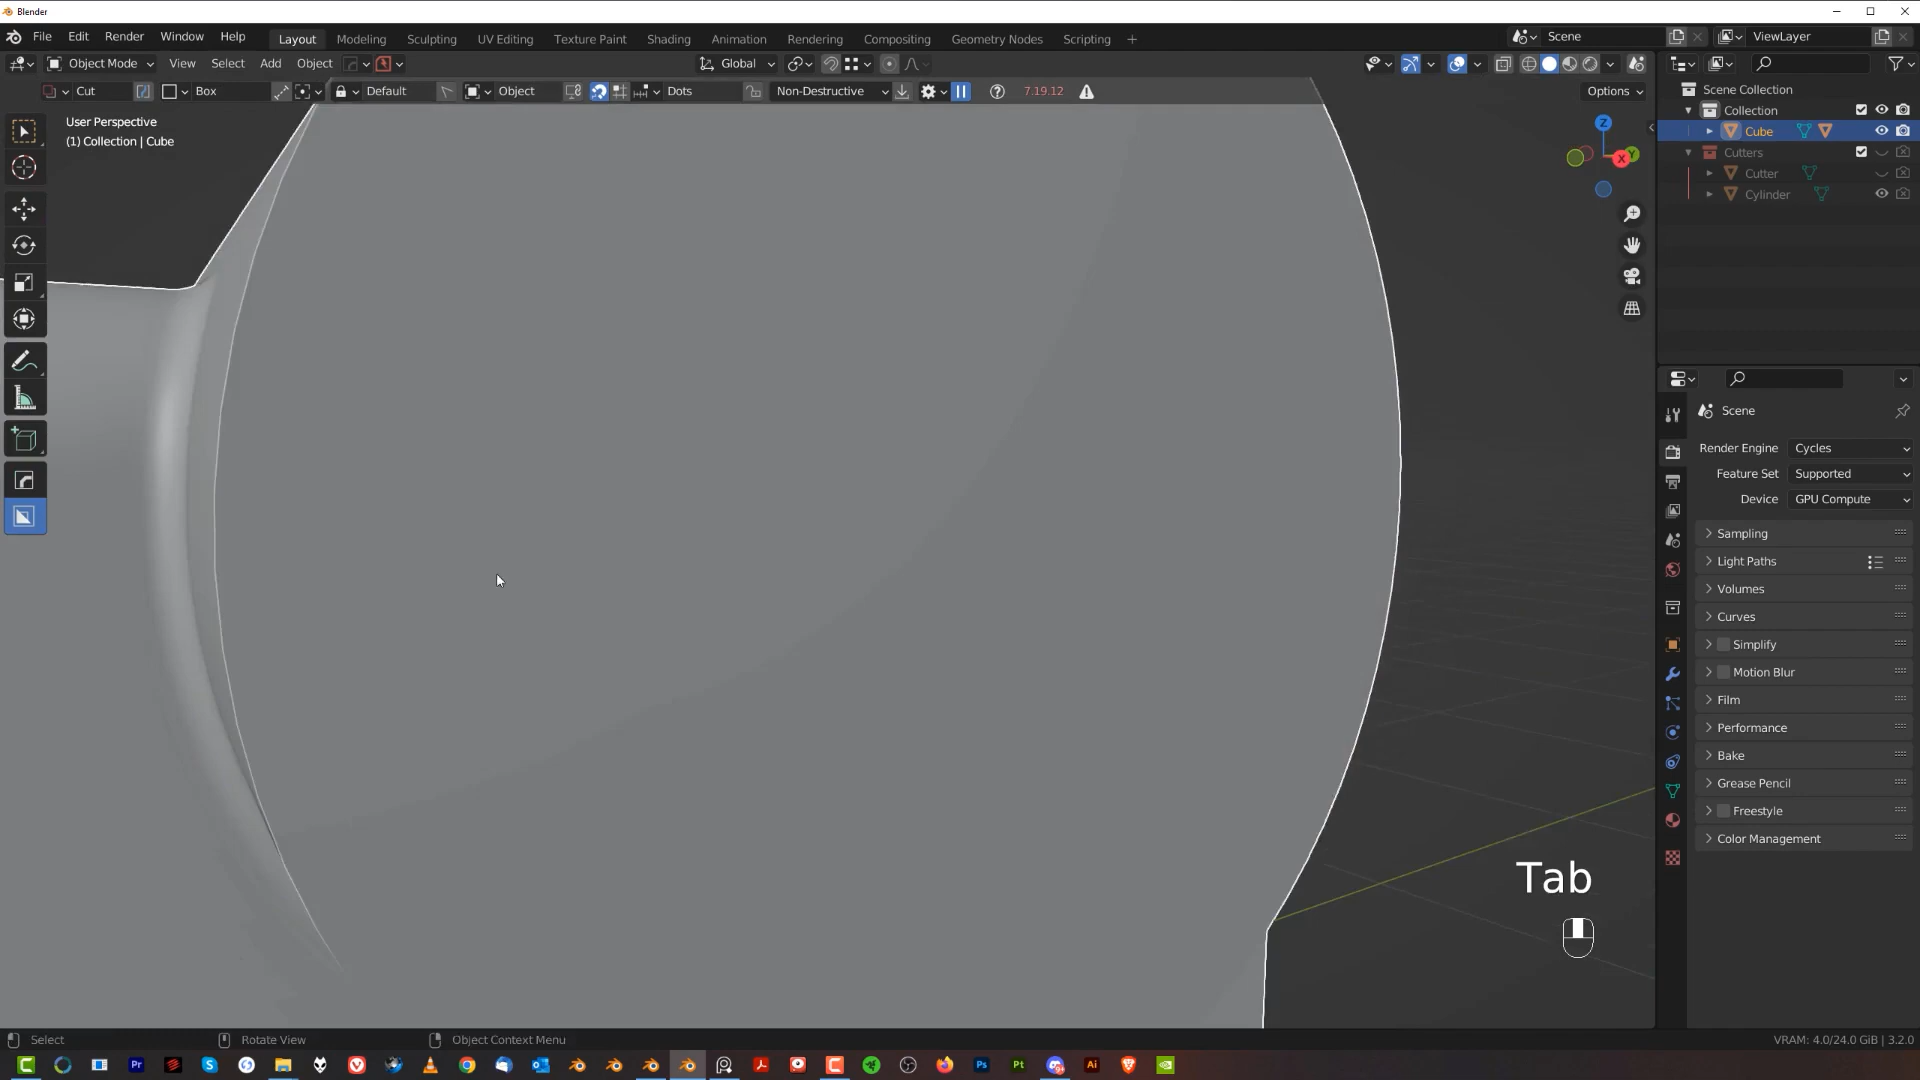 Blender
File Edit Render Window Help Layout Modeling Sculpting UV Editing Texture Paint Shading Animation Rendering Compositing Geometry Nodes Scripting + Scene ViewLayer
Object Mode View Select Add Object Global
Cut Box Default Object Dots Non-Destructive 7.19.12 Options
User Perspective
(1) Collection | Cube
Z
Y
X
Scene Collection
Collection
Cube
Cutters
Cutter
Cylinder
Scene
Render Engine Cycles
Feature Set Supported
Device GPU Compute
Sampling
Light Paths
Volumes
Curves
Simplify
Motion Blur
Film
Performance
Bake
Grease Pencil
Freestyle
Color Management
Tab
Select Rotate View Object Context Menu VRAM: 4.0/24.0 GiB | 3.2.0
Pr S Ps Pt Ai